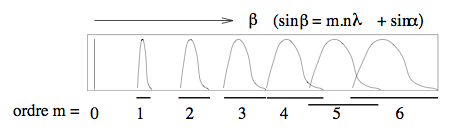 β (sinβ = m.nλ + sinα)
ordre m = 0 1 2 3 4 5 6